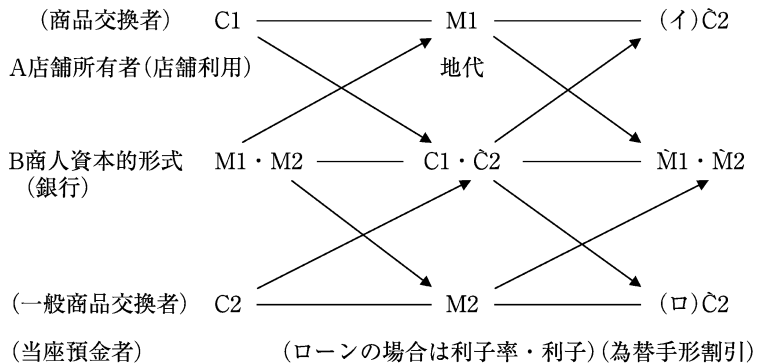 (商品交換者) C1 M1 (イ)C̀2
A店舗所有者(店舗利用) 地代
B商人資本的形式 M1・M2 C1・C̀2 M̀1・M̀2
(銀行)
(一般商品交換者) C2 M2 (ロ)C̀2
(当座預金者) (ローンの場合は利子率・利子)(為替手形割引)